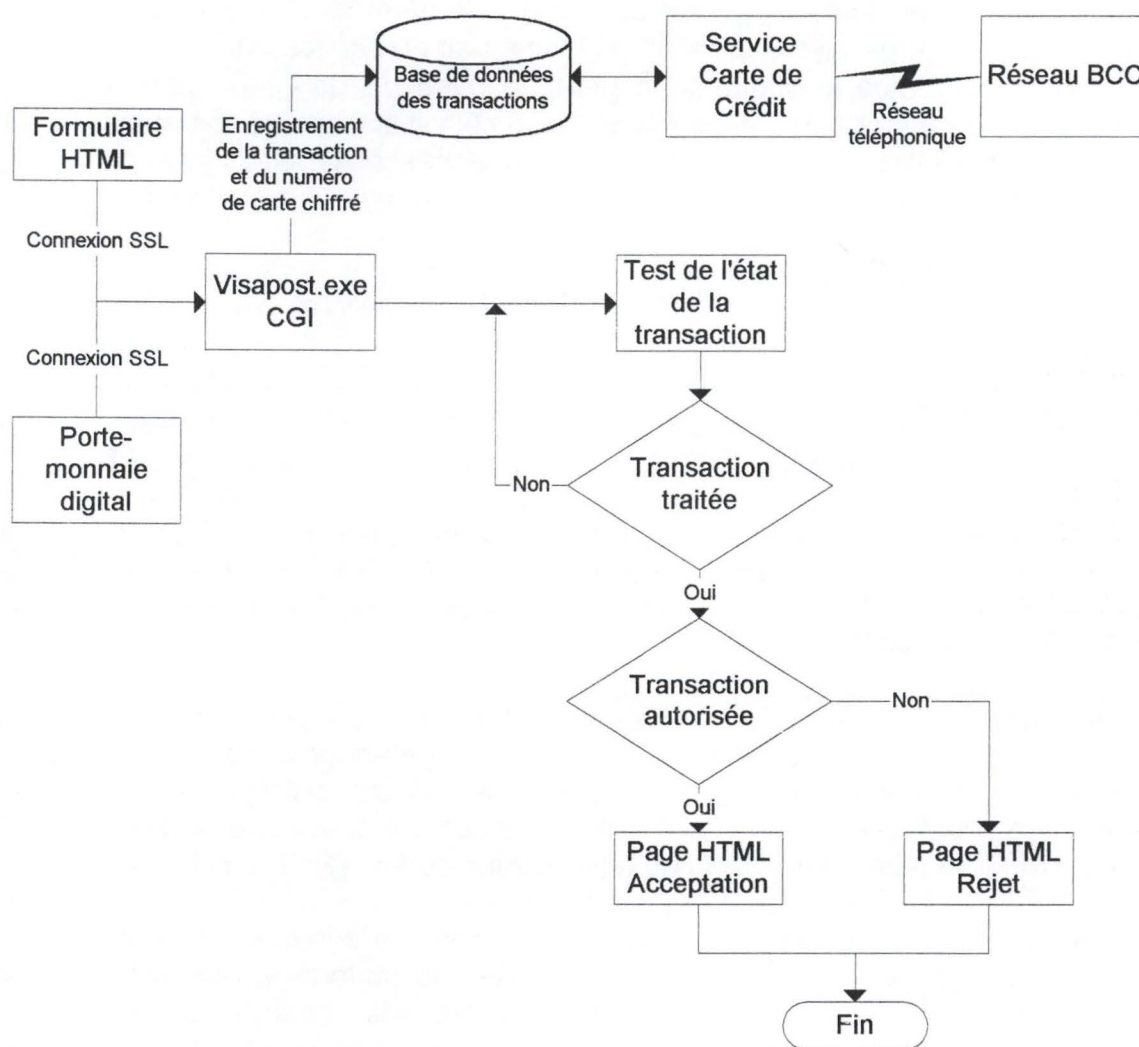 Base de données
des transactions
Service
Carte de
Crédit
Réseau
téléphonique
Réseau BCC
Formulaire
HTML
Enregistrement
de la transaction
et du numéro
de carte chiffré
Connexion SSL
Visapost.exe
CGI
Test de l'état
de la
transaction
Connexion SSL
Porte-
monnaie
digital
Transaction
traitée
Non
Oui
Transaction
autorisée
Non
Oui
Page HTML
Acceptation
Page HTML
Rejet
Fin